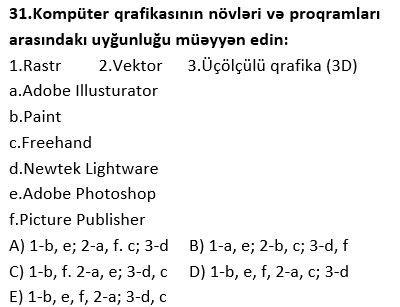 31.Kompüter qrafikasının növləri və proqramları
arasındakı uyğunluğu müəyyən edin:
1.Rastr 2.Vektor 3.Üçölçülü qrafika (3D)
a.Adobe Illusturator
b.Paint
c.Freehand
d.Newtek Lightware
e.Adobe Photoshop
f.Picture Publisher
A) 1-b, e; 2-a, f. c; 3-d B) 1-a, e; 2-b, c; 3-d, f
C) 1-b, f. 2-a, e; 3-d, c D) 1-b, e, f, 2-a, c; 3-d
E) 1-b, e, f, 2-a; 3-d, c